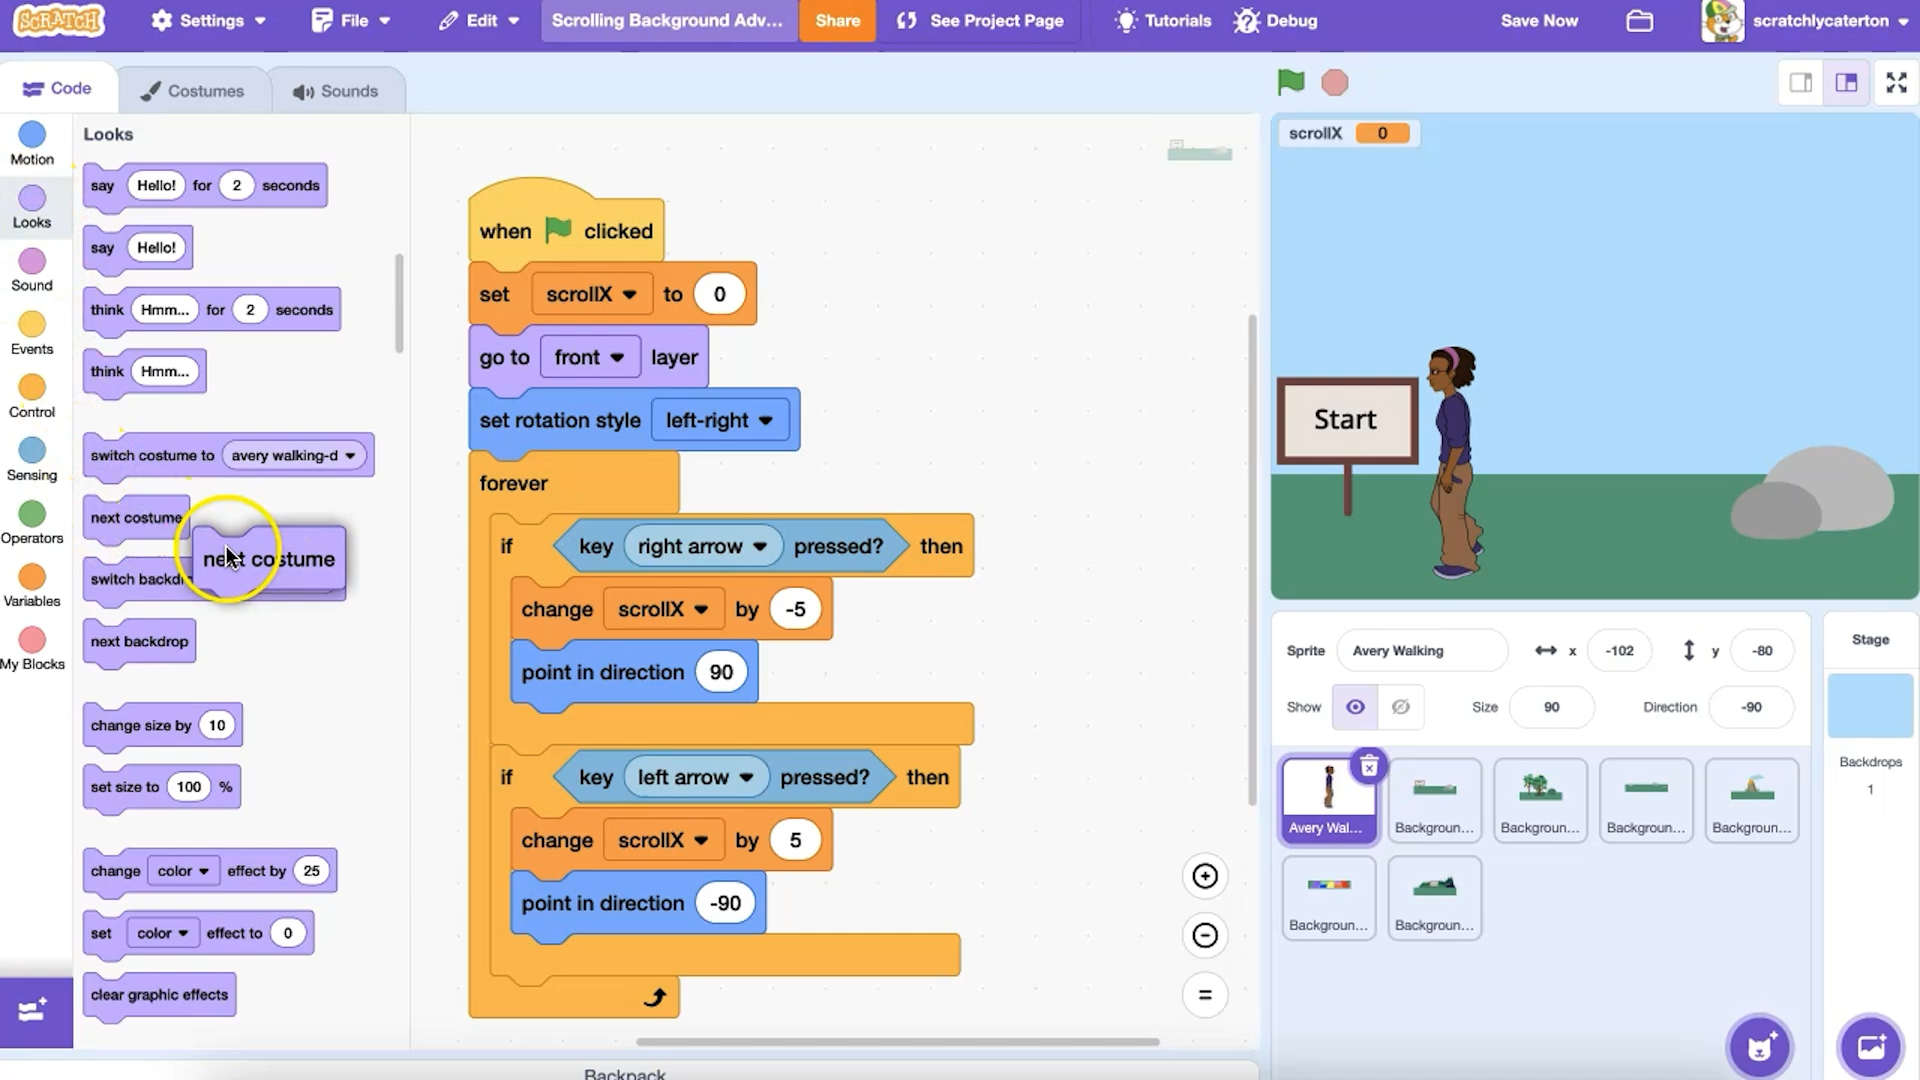 SCRATCH
Settings
File
Edit
Scrolling Background Adv...
Share
See Project Page
Tutorials
Debug
Save Now
scratchlycaterton
Code
Costumes
Sounds
Motion
Looks
Sound
Events
Control
Sensing
Operators
Variables
My Blocks
Looks
say Hello! for 2 seconds
say Hello!
think Hmm... for 2 seconds
think Hmm...
switch costume to avery walking-d
next costume
next costume
switch backdr
next backdrop
change size by 10
set size to 100 %
change color effect by 25
set color effect to 0
clear graphic effects
when clicked
set scrollX to 0
go to front layer
set rotation style left-right
forever
if key right arrow pressed? then
change scrollX by -5
point in direction 90
if key left arrow pressed? then
change scrollX by 5
point in direction -90
Backpack
scrollX 0
Start
Sprite Avery Walking x -102 y -80
Show Size 90 Direction -90
Avery Wal...
Backgroun...
Backgroun...
Backgroun...
Backgroun...
Backgroun...
Backgroun...
Stage
Backdrops
1